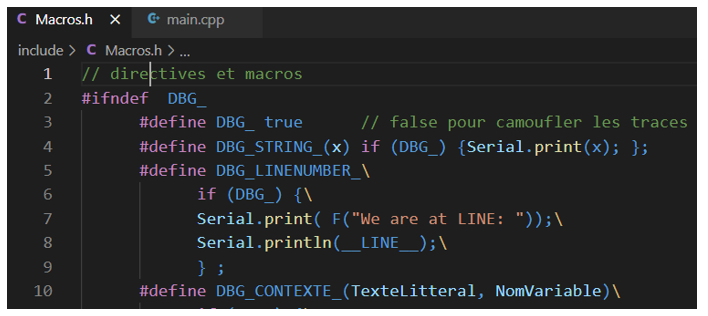 Macros.h × main.cpp
include > Macros.h > ...
1 // directives et macros
2 #ifndef DBG_
3 #define DBG_ true // false pour camoufler les traces
4 #define DBG_STRING_(x) if (DBG_) {Serial.print(x); };
5 #define DBG_LINENUMBER_\
6 if (DBG_) {\
7 Serial.print( F("We are at LINE: "));\
8 Serial.println(__LINE__);\
9 } ;
10 #define DBG_CONTEXTE_(TexteLitteral, NomVariable)\